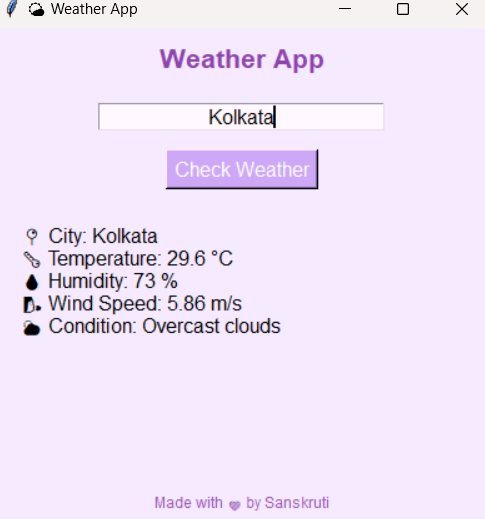 Weather App
Weather App
Kolkata
Check Weather
City: Kolkata
Temperature: 29.6 °C
Humidity: 73 %
Wind Speed: 5.86 m/s
Condition: Overcast clouds
Made with ❤ by Sanskruti